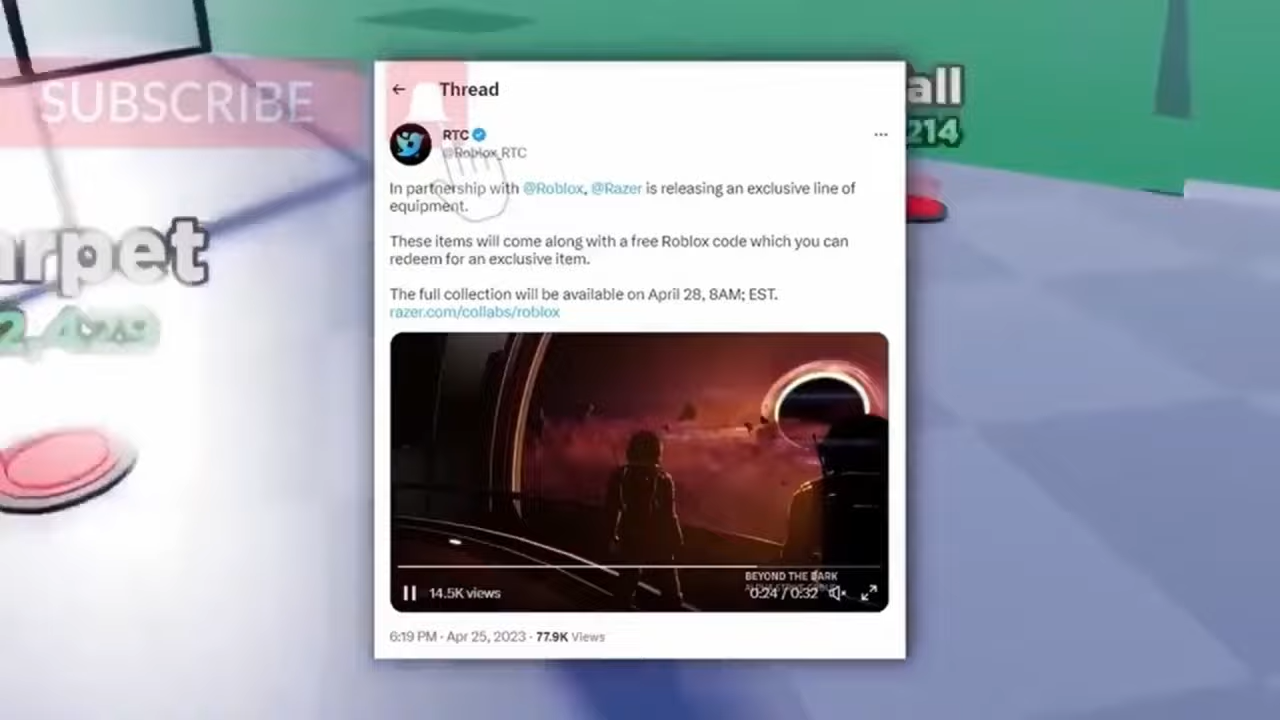 SUBSCRIBE
Thread
RTC
@Roblox_RTC
In partnership with @Roblox, @Razer is releasing an exclusive line of
equipment.
These items will come along with a free Roblox code which you can
redeem for an exclusive item.
The full collection will be available on April 28, 8AM; EST.
razer.com/collabs/roblox
BEYOND THE DARK
14.5K views
0:24 / 0:32
6:19 PM · Apr 25, 2023 · 77.9K Views
all
214
arpet
2,429